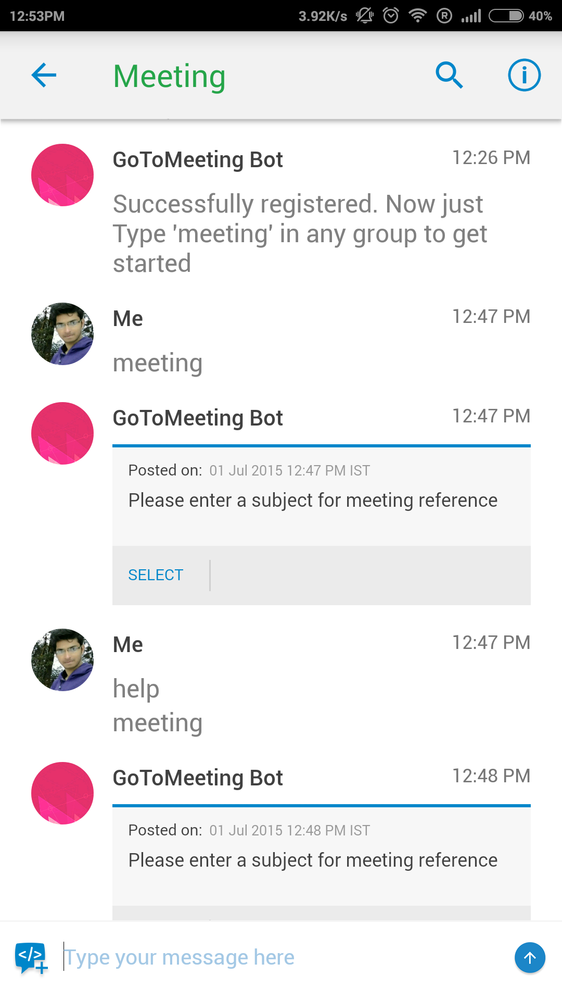 12:53PM 3.92K/s R 40%
Meeting
GoToMeeting Bot 12:26 PM
Successfully registered. Now just
Type 'meeting' in any group to get
started
Me 12:47 PM
meeting
GoToMeeting Bot 12:47 PM
Posted on: 01 Jul 2015 12:47 PM IST
Please enter a subject for meeting reference
SELECT
Me 12:47 PM
help
meeting
GoToMeeting Bot 12:48 PM
Posted on: 01 Jul 2015 12:48 PM IST
Please enter a subject for meeting reference
</> Type your message here